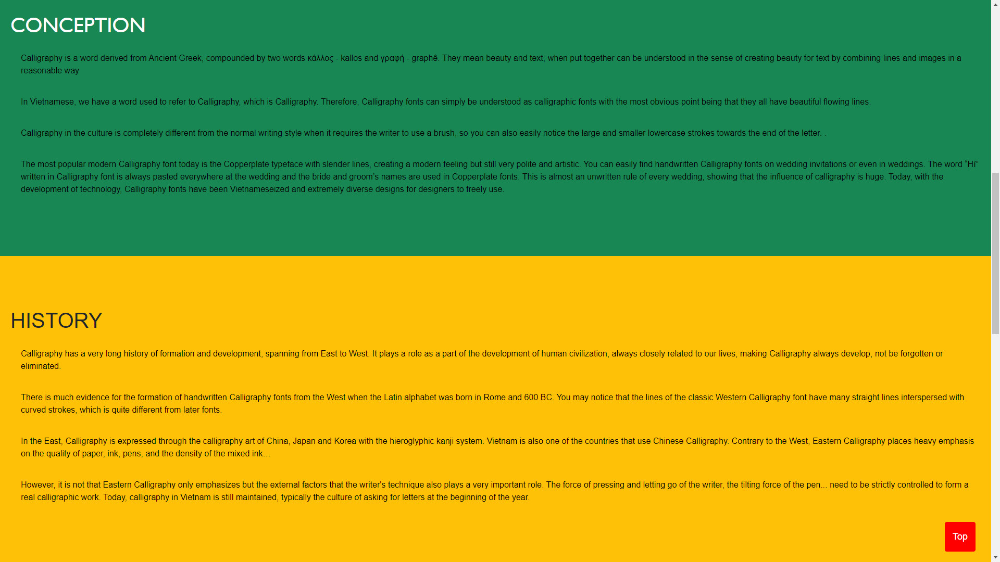 CONCEPTION
Calligraphy is a word derived from Ancient Greek, compounded by two words κάλλος - kallos and γραφή - graphê. They mean beauty and text, when put together can be understood in the sense of creating beauty for text by combining lines and images in a
reasonable way
In Vietnamese, we have a word used to refer to Calligraphy, which is Calligraphy. Therefore, Calligraphy fonts can simply be understood as calligraphic fonts with the most obvious point being that they all have beautiful flowing lines.
Calligraphy in the culture is completely different from the normal writing style when it requires the writer to use a brush, so you can also easily notice the large and smaller lowercase strokes towards the end of the letter. .
The most popular modern Calligraphy font today is the Copperplate typeface with slender lines, creating a modern feeling but still very polite and artistic. You can easily find handwritten Calligraphy fonts on wedding invitations or even in weddings. The word “Hí”
written in Calligraphy font is always pasted everywhere at the wedding and the bride and groom’s names are used in Copperplate fonts. This is almost an unwritten rule of every wedding, showing that the influence of calligraphy is huge. Today, with the
development of technology, Calligraphy fonts have been Vietnameseized and extremely diverse designs for designers to freely use.
HISTORY
Calligraphy has a very long history of formation and development, spanning from East to West. It plays a role as a part of the development of human civilization, always closely related to our lives, making Calligraphy always develop, not be forgotten or
eliminated.
There is much evidence for the formation of handwritten Calligraphy fonts from the West when the Latin alphabet was born in Rome and 600 BC. You may notice that the lines of the classic Western Calligraphy font have many straight lines interspersed with
curved strokes, which is quite different from later fonts.
In the East, Calligraphy is expressed through the calligraphy art of China, Japan and Korea with the hieroglyphic kanji system. Vietnam is also one of the countries that use Chinese Calligraphy. Contrary to the West, Eastern Calligraphy places heavy emphasis
on the quality of paper, ink, pens, and the density of the mixed ink…
However, it is not that Eastern Calligraphy only emphasizes but the external factors that the writer's technique also plays a very important role. The force of pressing and letting go of the writer, the tilting force of the pen... need to be strictly controlled to form a
real calligraphic work. Today, calligraphy in Vietnam is still maintained, typically the culture of asking for letters at the beginning of the year.
Top